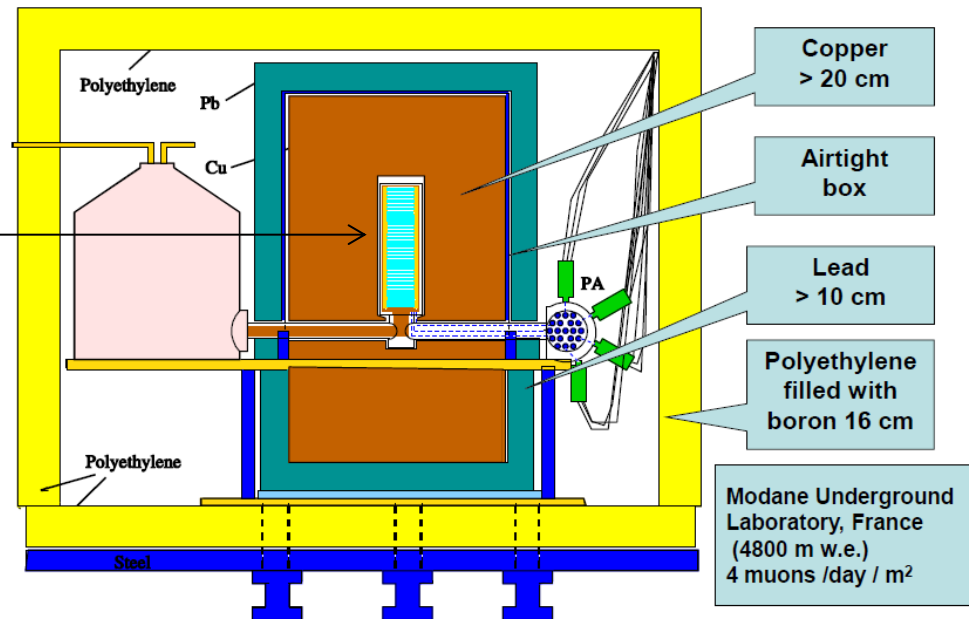 Polyethylene
Pb
Cu
PA
Polyethylene
Steel
Copper
> 20 cm
Airtight
box
Lead
> 10 cm
Polyethylene
filled with
boron 16 cm
Modane Underground
Laboratory, France
(4800 m w.e.)
4 muons /day / m²